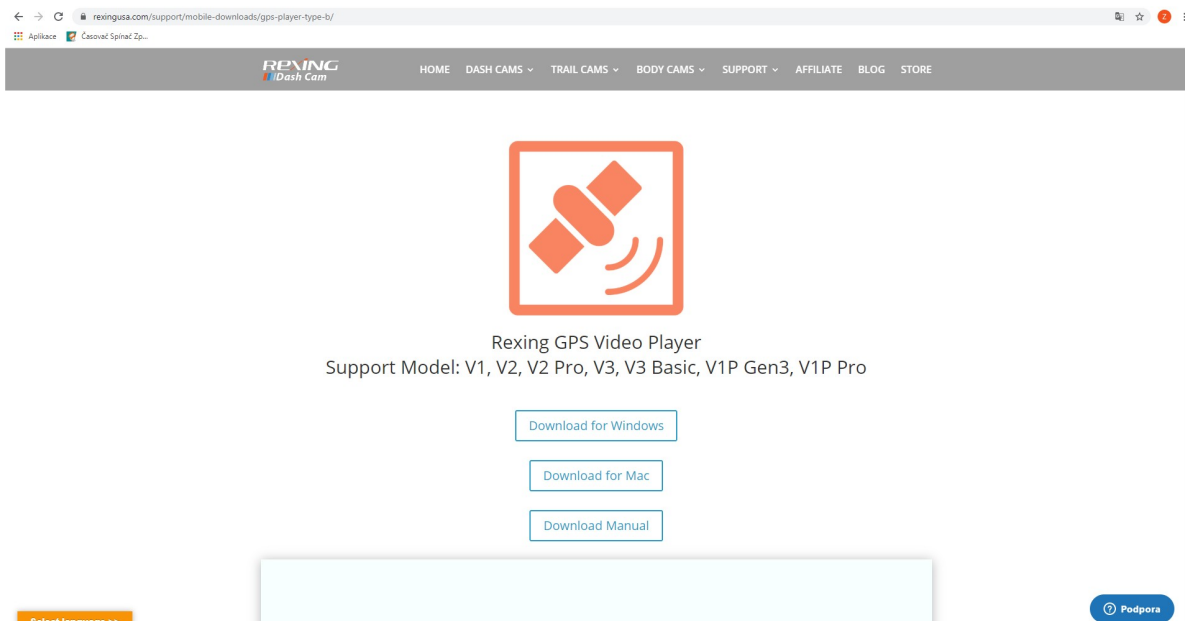 rexingusa.com/support/mobile-downloads/gps-player-type-b/
Z
Aplikace Časovač Spínač Zp...
REXING
Dash Cam
HOME DASH CAMS TRAIL CAMS BODY CAMS SUPPORT AFFILIATE BLOG STORE
Rexing GPS Video Player
Support Model: V1, V2, V2 Pro, V3, V3 Basic, V1P Gen3, V1P Pro
Download for Windows
Download for Mac
Download Manual
Select language
? Podpora